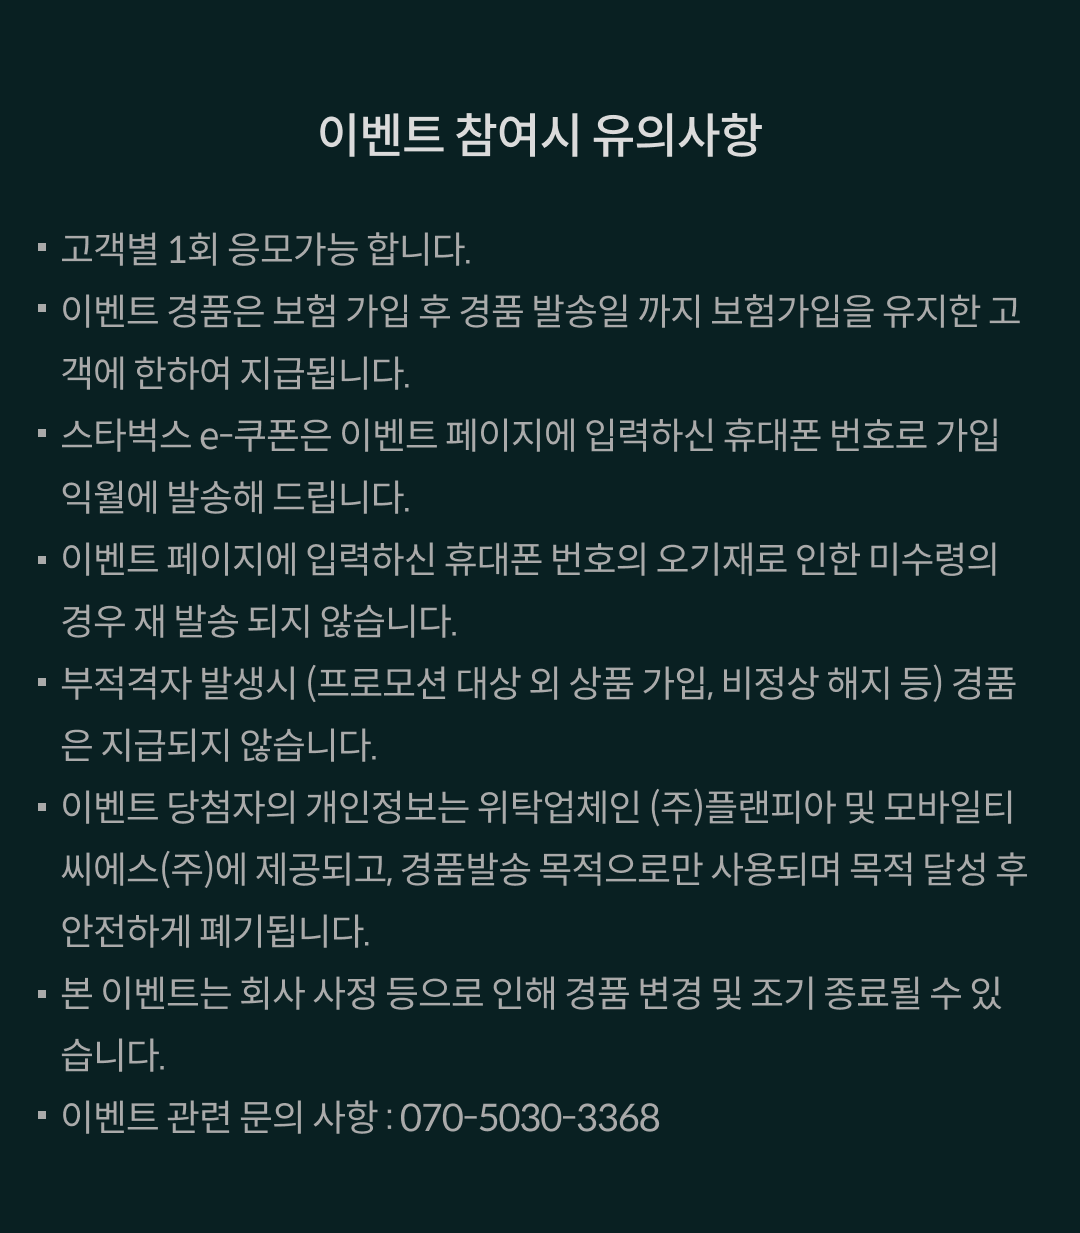 이벤트 참여시 유의사항
▪ 고객별 1회 응모가능 합니다.
▪ 이벤트 경품은 보험 가입 후 경품 발송일 까지 보험가입을 유지한 고
객에 한하여 지급됩니다.
▪ 스타벅스 e-쿠폰은 이벤트 페이지에 입력하신 휴대폰 번호로 가입
익월에 발송해 드립니다.
▪ 이벤트 페이지에 입력하신 휴대폰 번호의 오기재로 인한 미수령의
경우 재 발송 되지 않습니다.
▪ 부적격자 발생시 (프로모션 대상 외 상품 가입, 비정상 해지 등) 경품
은 지급되지 않습니다.
▪ 이벤트 당첨자의 개인정보는 위탁업체인 (주)플랜피아 및 모바일티
씨에스(주)에 제공되고, 경품발송 목적으로만 사용되며 목적 달성 후
안전하게 폐기됩니다.
▪ 본 이벤트는 회사 사정 등으로 인해 경품 변경 및 조기 종료될 수 있
습니다.
▪ 이벤트 관련 문의 사항 : 070-5030-3368